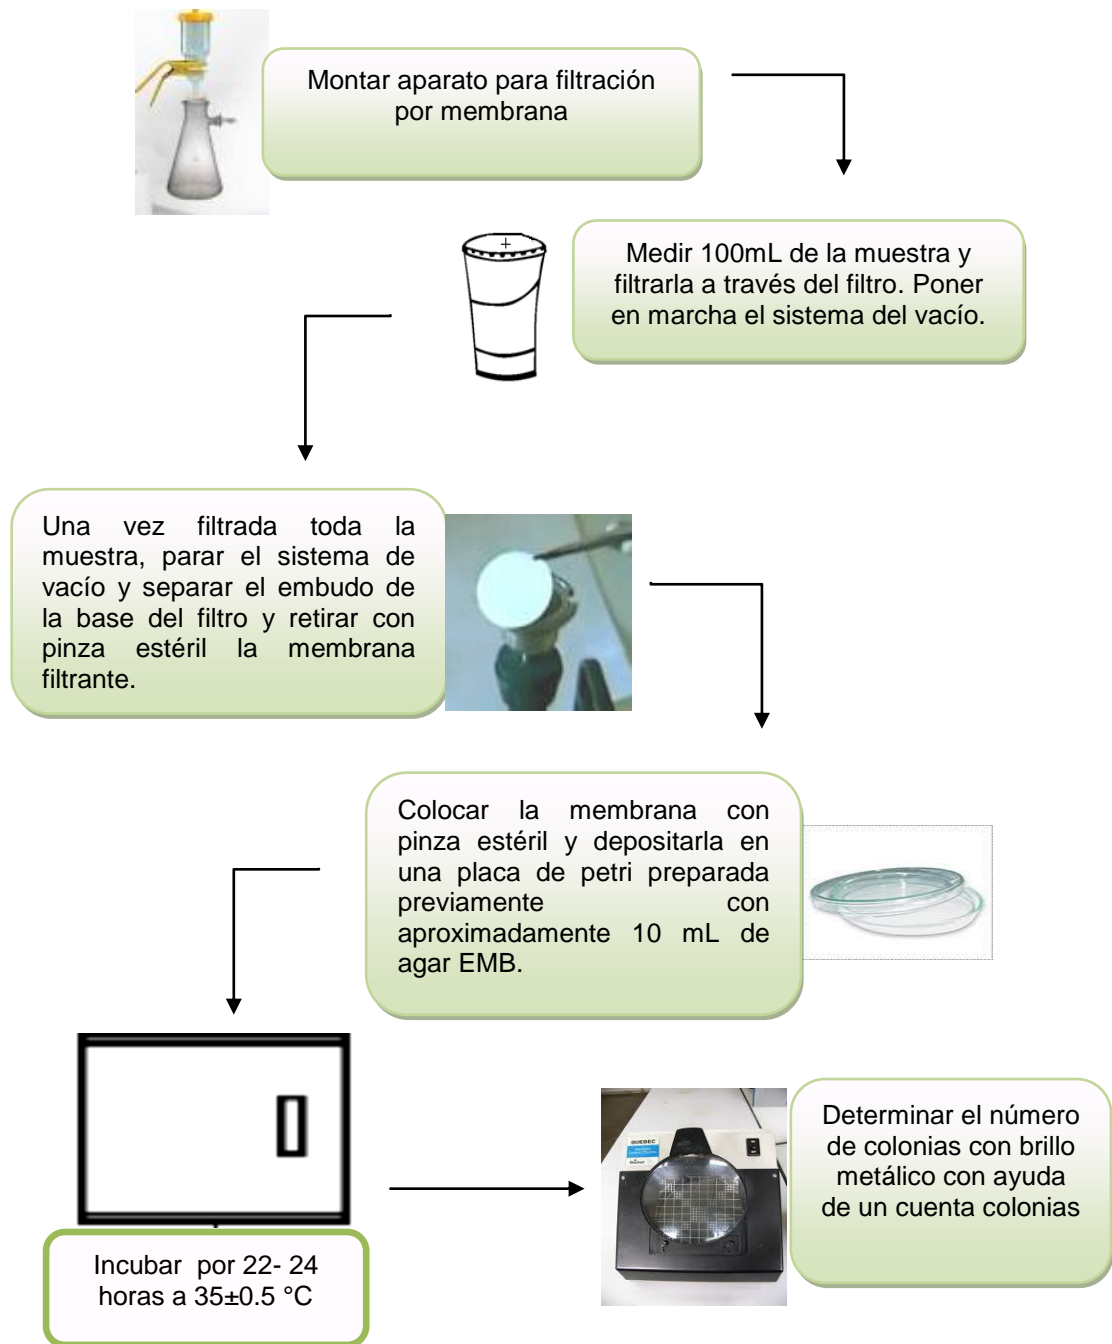 Montar aparato para filtración
por membrana
Medir 100mL de la muestra y
filtrarla a través del filtro. Poner
en marcha el sistema del vacío.
Una vez filtrada toda la
muestra, parar el sistema de
vacío y separar el embudo de
la base del filtro y retirar con
pinza estéril la membrana
filtrante.
Colocar la membrana con
pinza estéril y depositarla en
una placa de petri preparada
previamente con
aproximadamente 10 mL de
agar EMB.
QUEBEC
Determinar el número
de colonias con brillo
metálico con ayuda
de un cuenta colonias
Incubar por 22- 24
horas a 35±0.5 °C